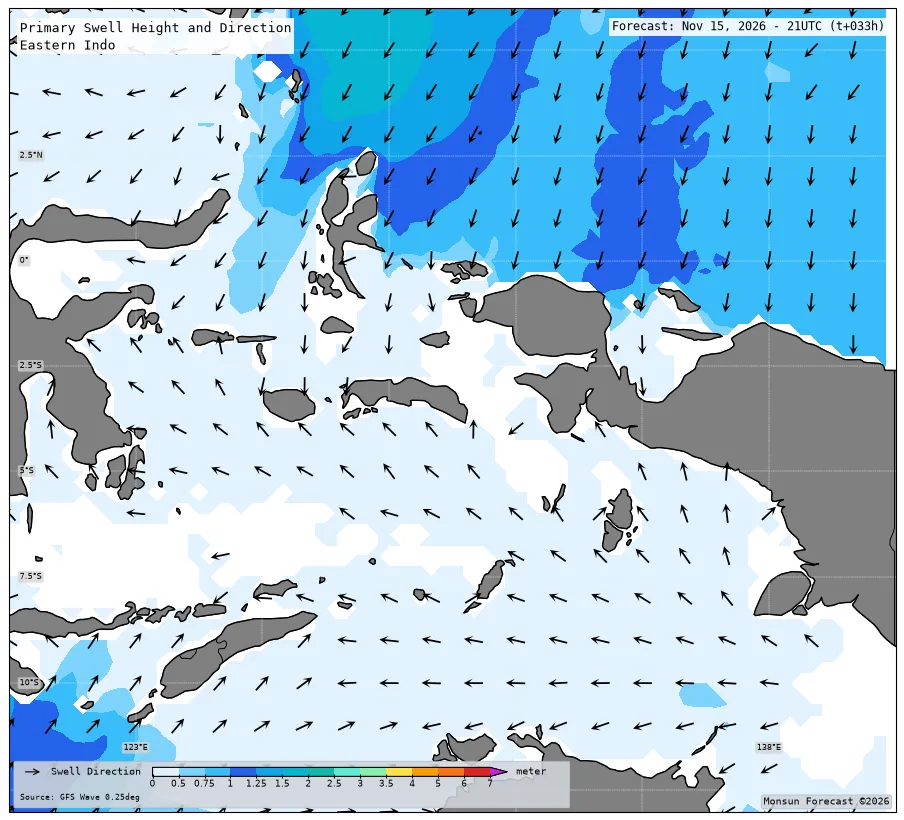 Primary Swell Height and Direction
Eastern Indo
Forecast: Nov 15, 2026 - 21UTC (t+033h)
2.5°N
0°
2.5°S
5°S
7.5°S
10°S
123°E
138°E
Swell Direction
0 0.5 0.75 1 1.25 1.5 2 2.5 3 3.5 4 5 6 7
meter
Source: GFS Wave 0.25deg
Monsun Forecast ©2026